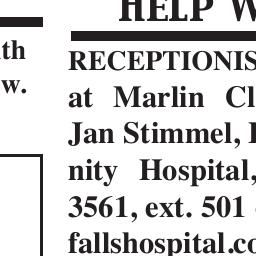 HELP W
th
w.
RECEPTIONIS
at Marlin Cl
Jan Stimmel,
nity Hospital,
3561, ext. 501
fallshospital.co